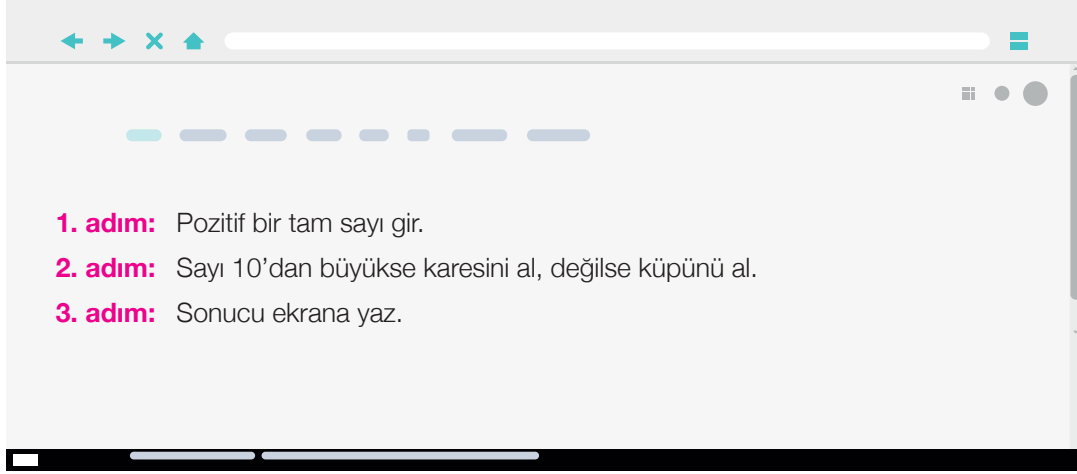 1. adım: Pozitif bir tam sayı gir.
2. adım: Sayı 10’dan büyükse karesini al, değilse küpünü al.
3. adım: Sonucu ekrana yaz.